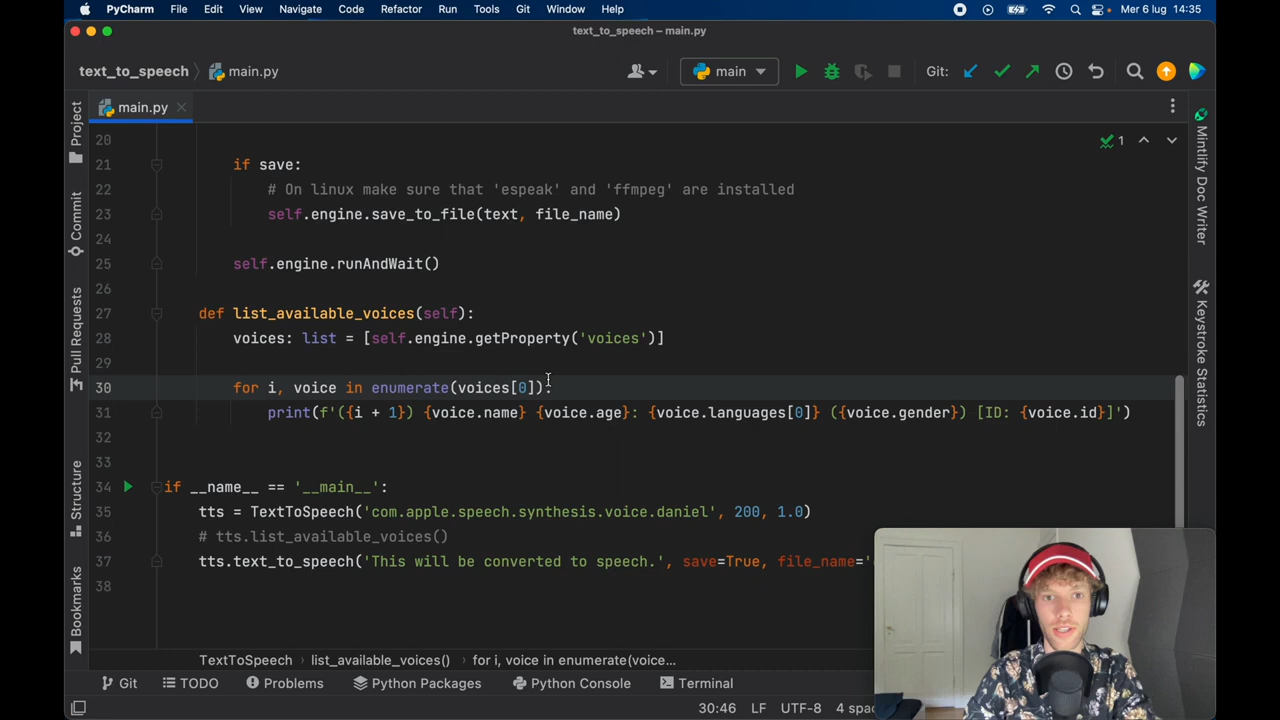 PyCharm File Edit View Navigate Code Refactor Run Tools Git Window Help Mer 6 lug 14:35
text_to_speech – main.py
text_to_speech main.py main Git:
main.py
Project
Commit
Pull Requests
Structure
Bookmarks
20
21 if save:
22 # On linux make sure that 'espeak' and 'ffmpeg' are installed
23 self.engine.save_to_file(text, file_name)
24
25 self.engine.runAndWait()
26
27 def list_available_voices(self):
28 voices: list = [self.engine.getProperty('voices')]
29
30 for i, voice in enumerate(voices[0]):
31 print(f'({i + 1}) {voice.name} {voice.age}: {voice.languages[0]} ({voice.gender}) [ID: {voice.id}]')
32
33
34 if __name__ == '__main__':
35 tts = TextToSpeech('com.apple.speech.synthesis.voice.daniel', 200, 1.0)
36 # tts.list_available_voices()
37 tts.text_to_speech('This will be converted to speech.', save=True, file_name='
38
1
Mintlify Doc Writer
Keystroke Statistics
TextToSpeech list_available_voices() for i, voice in enumerate(voice...
Git TODO Problems Python Packages Python Console Terminal
30:46 LF UTF-8 4 spac